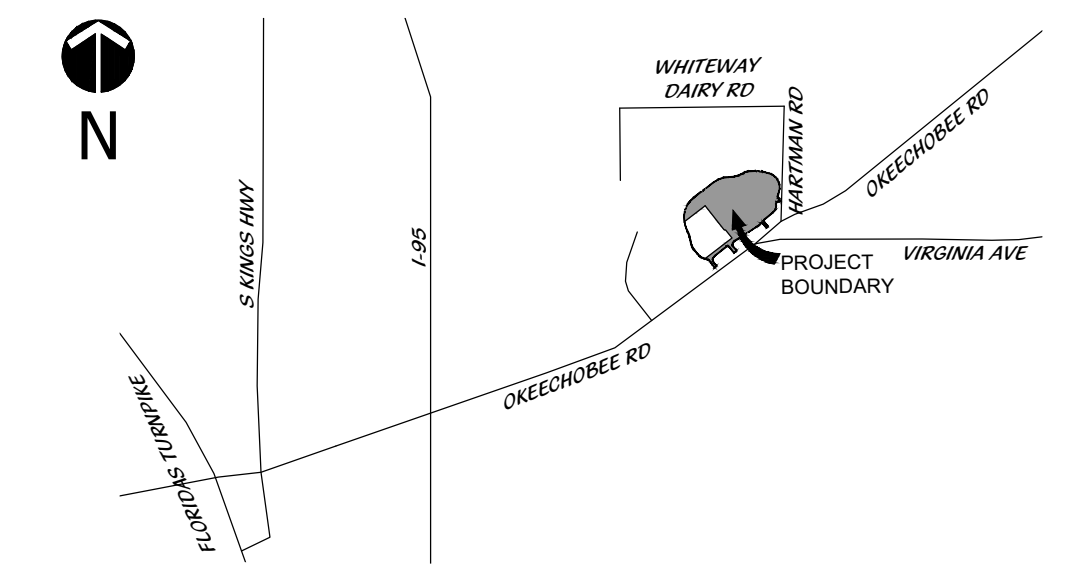 N
WHITEWAY
DAIRY RD
HARTMAN RD
OKEECHOBEE RD
S KINGS HWY
I-95
VIRGINIA AVE
PROJECT
BOUNDARY
OKEECHOBEE RD
FLORIDAS TURNPIKE